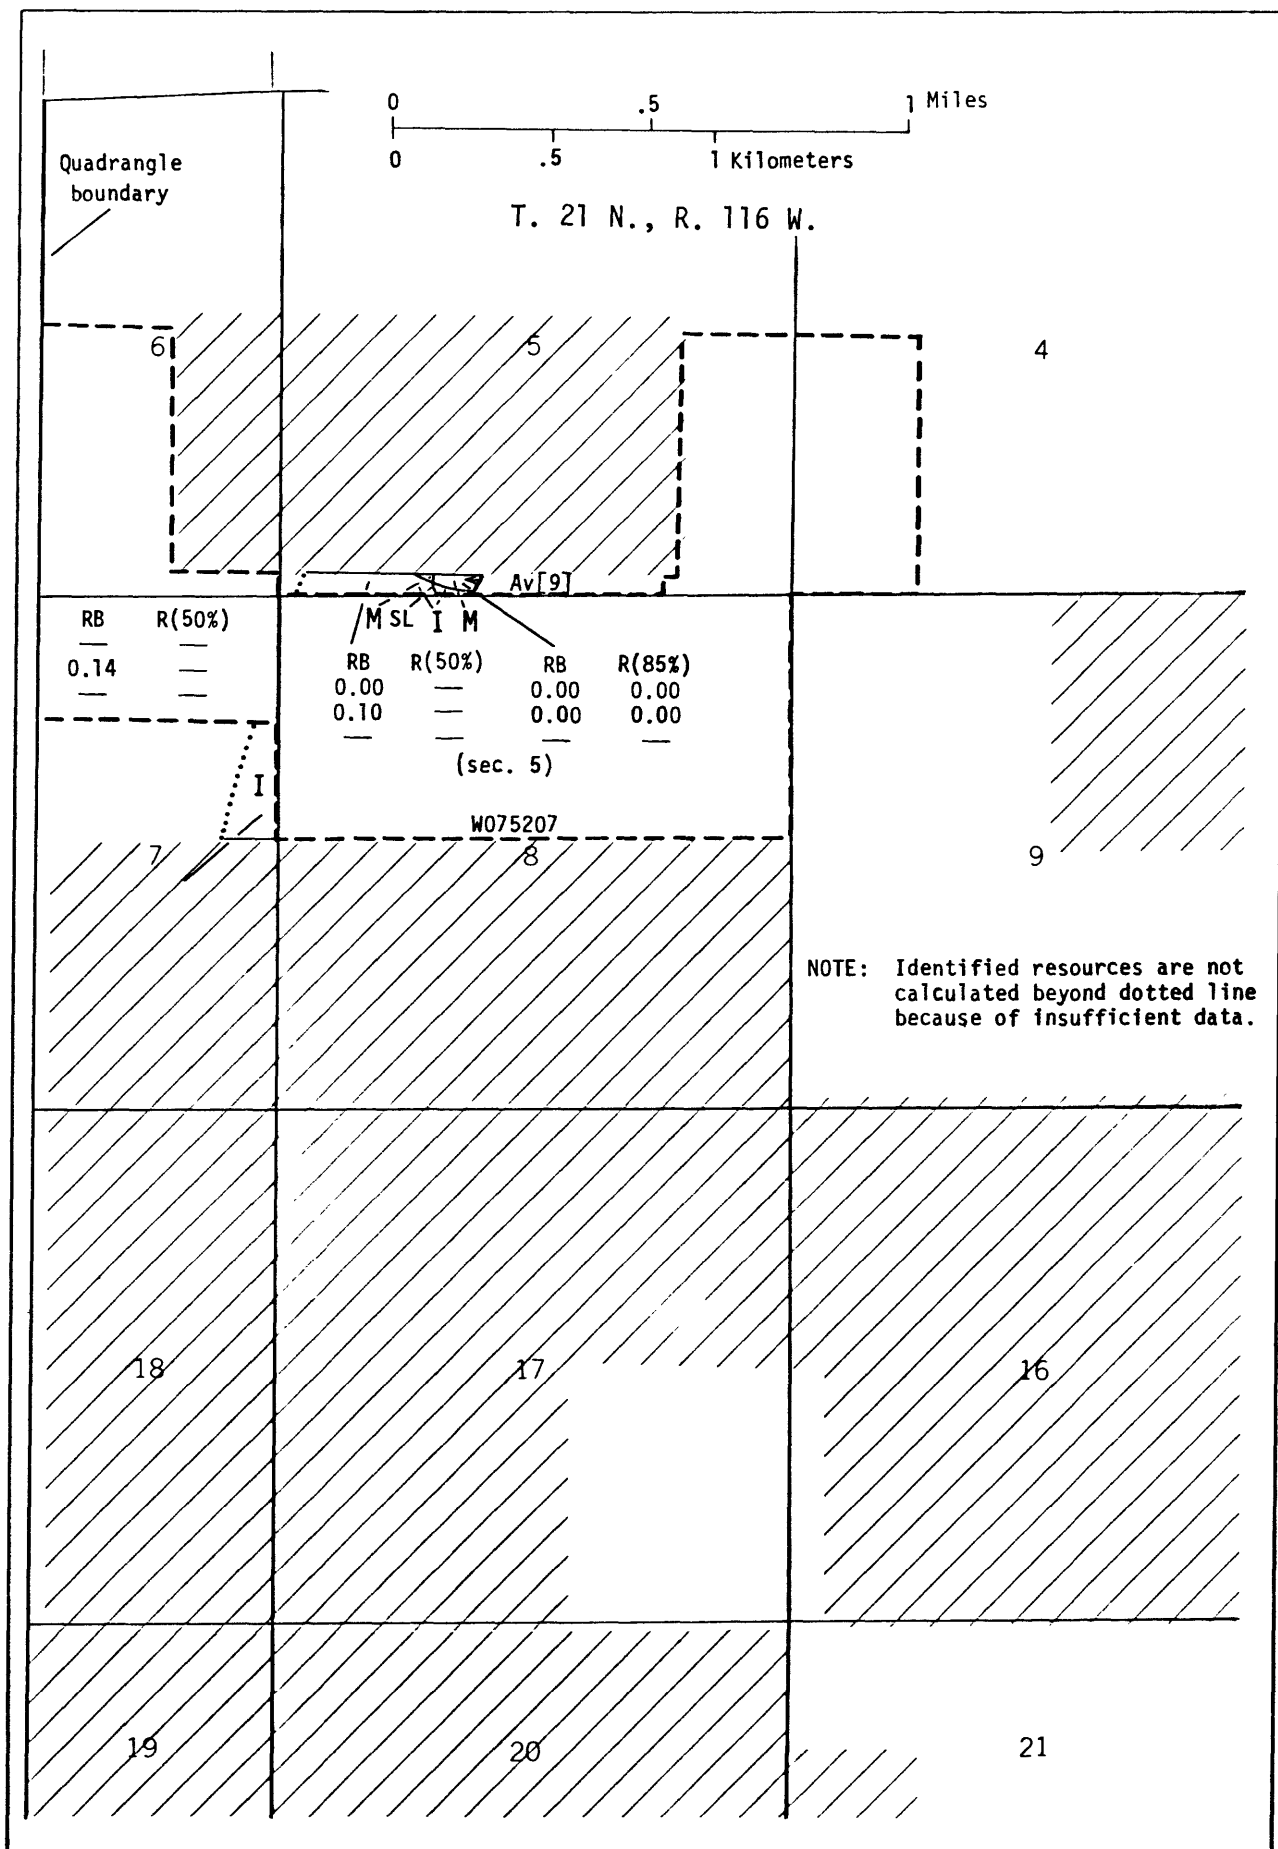 0 .5 1 Miles
0 .5 1 Kilometers
Quadrangle
boundary
T. 21 N., R. 116 W.
6 5 4
Av[9]
M SL I M
RB R(50%)
— —
0.14 —
— —
RB R(50%) RB R(85%)
0.00 — 0.00 0.00
0.10 — 0.00 0.00
— — — —
(sec. 5)
I
W075207
7 8 9
NOTE: Identified resources are not
calculated beyond dotted line
because of insufficient data.
18 17 16
19 20 21